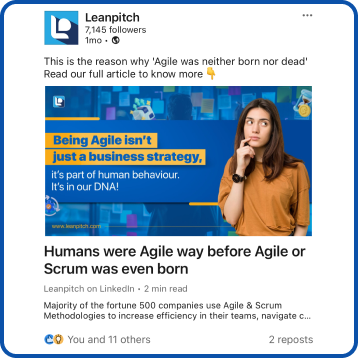 Leanpitch
7,145 followers
1mo •
This is the reason why 'Agile was neither born nor dead'
Read our full article to know more 👇
Being Agile isn't
just a business strategy,
it's part of human behaviour.
It's in our DNA!
www.leanpitch.com
Humans were Agile way before Agile or
Scrum was even born
Leanpitch on LinkedIn • 2 min read
Majority of the fortune 500 companies use Agile & Scrum
Methodologies to increase efficiency in their teams, navigate c...
You and 11 others
2 reposts